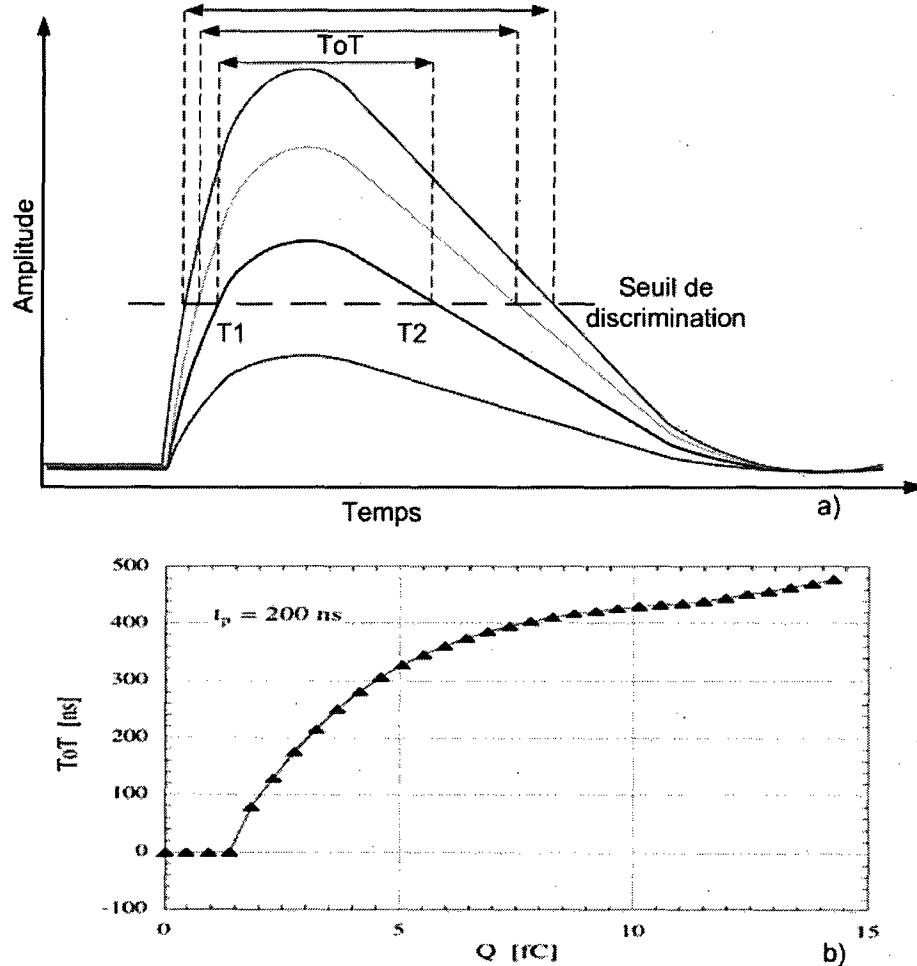 ToT
Amplitude
Seuil de
discrimination
T1
T2
Temps
a)
500
400
300
200
100
0
-100
ToT [ns]
tp = 200 ns
0
5
10
15
Q [fC]
b)